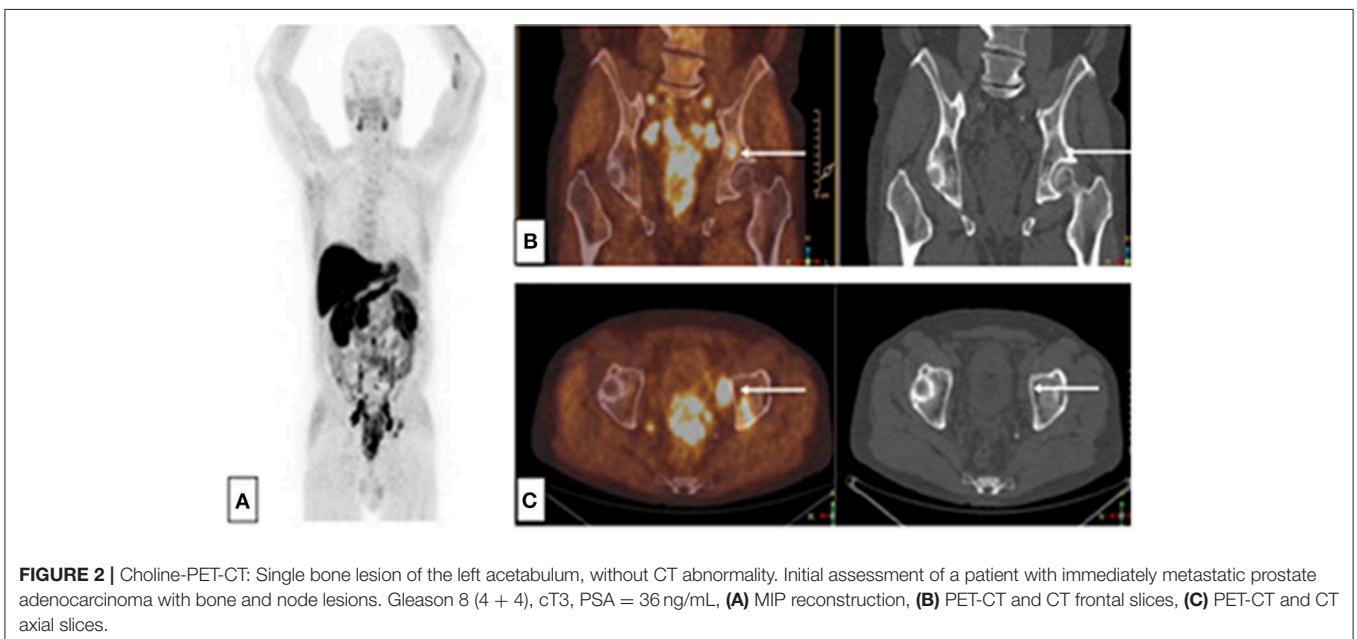 A
B
C
FIGURE 2 | Choline-PET-CT: Single bone lesion of the left acetabulum, without CT abnormality. Initial assessment of a patient with immediately metastatic prostate
adenocarcinoma with bone and node lesions. Gleason 8 (4 + 4), cT3, PSA = 36 ng/mL, (A) MIP reconstruction, (B) PET-CT and CT frontal slices, (C) PET-CT and CT
axial slices.